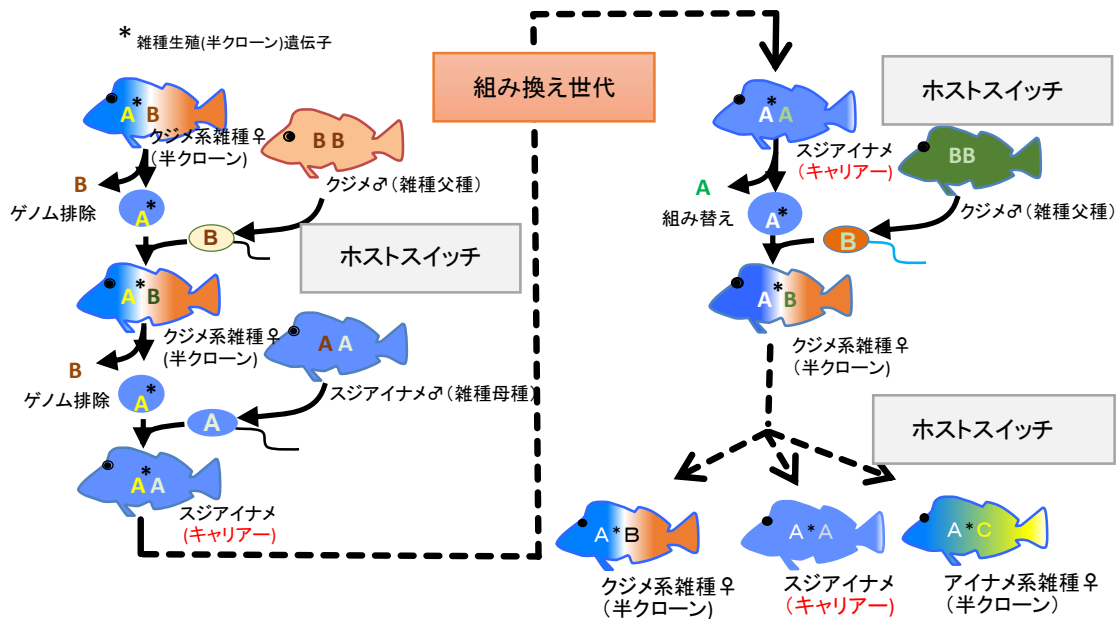 * 雑種生殖(半クローン)遺伝子
A* B
クジメ系雑種♀
(半クローン)
B B
クジメ♂(雑種父種)
B
ゲノム排除
A*
B
ホストスイッチ
A*B
クジメ系雑種♀
(半クローン)
B
ゲノム排除
A*
A A
スジアイナメ♂(雑種母種)
A
A*A
スジアイナメ
(キャリアー)
組み換え世代
A*A
スジアイナメ
(キャリアー)
ホストスイッチ
BB
クジメ♂(雑種父種)
A
組み替え
A*
B
A*B
クジメ系雑種♀
(半クローン)
ホストスイッチ
A*B
クジメ系雑種♀
(半クローン)
A*A
スジアイナメ
(キャリアー)
A*C
アイナメ系雑種♀
(半クローン)